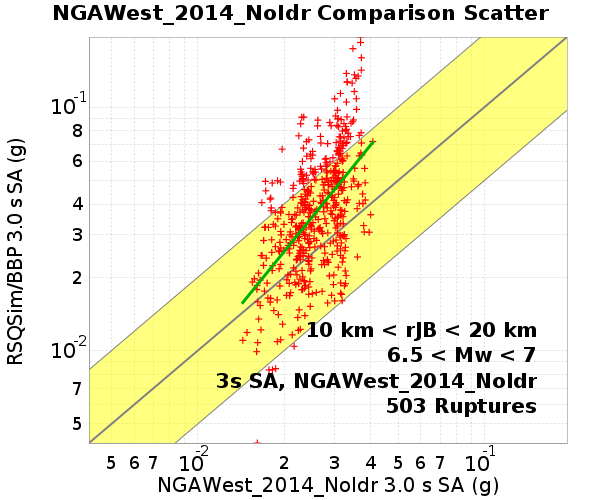 NGAWest_2014_NoIdr Comparison Scatter
RSQSim/BBP 3.0 s SA (g)
10-1
8
6
4
3
2
10-2
7
5
10 km < rJB < 20 km
6.5 < Mw < 7
3s SA, NGAWest_2014_NoIdr
503 Ruptures
5 6 7 10-2 2 3 4 5 6 7 10-1
NGAWest_2014_NoIdr 3.0 s SA (g)